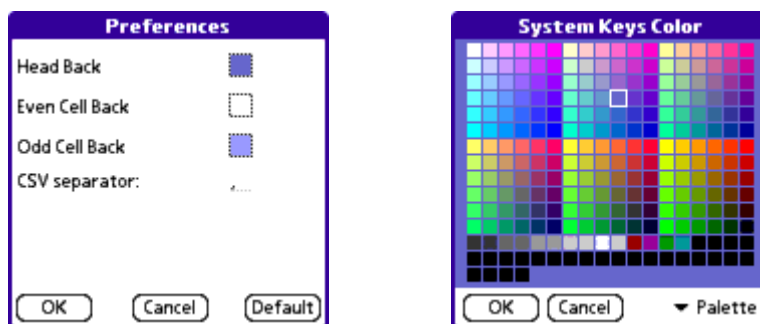 Preferences
Head Back
Even Cell Back
Odd Cell Back
CSV separator: ,
OK Cancel Default
System Keys Color
OK Cancel Palette